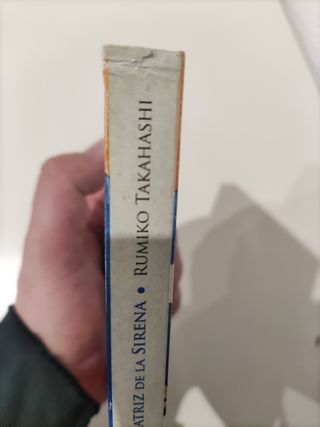 ATRIZ DE LA SIRENA • RUMIKO TAKAHASHI